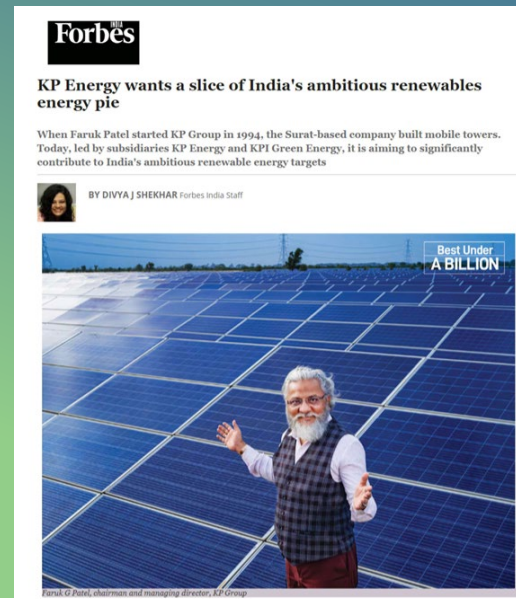 Forbes
INDIA
KP Energy wants a slice of India's ambitious renewables
energy pie
When Faruk Patel started KP Group in 1994, the Surat-based company built mobile towers.
Today, led by subsidiaries KP Energy and KPI Green Energy, it is aiming to significantly
contribute to India's ambitious renewable energy targets
BY DIVYA J SHEKHAR Forbes India Staff
Best Under
A BILLION
Faruk G Patel, chairman and managing director, KP Group